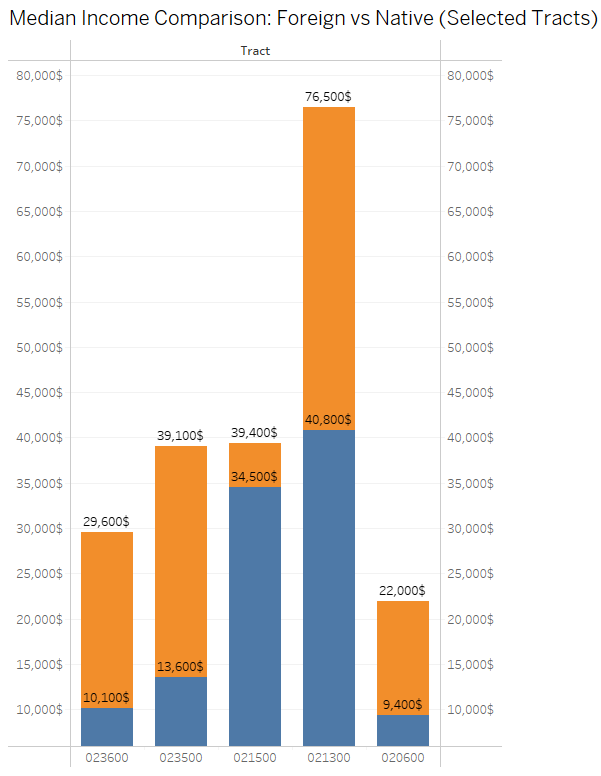 Median Income Comparison: Foreign vs Native (Selected Tracts)
Tract
80,000$ 80,000$
76,500$
75,000$ 75,000$
70,000$ 70,000$
65,000$ 65,000$
60,000$ 60,000$
55,000$ 55,000$
50,000$ 50,000$
45,000$ 45,000$
40,800$
40,000$ 39,100$ 39,400$ 40,000$
35,000$ 34,500$ 35,000$
30,000$ 29,600$ 30,000$
25,000$ 25,000$
22,000$
20,000$ 20,000$
15,000$ 13,600$ 15,000$
10,100$
10,000$ 9,400$ 10,000$
023600 023500 021500 021300 020600